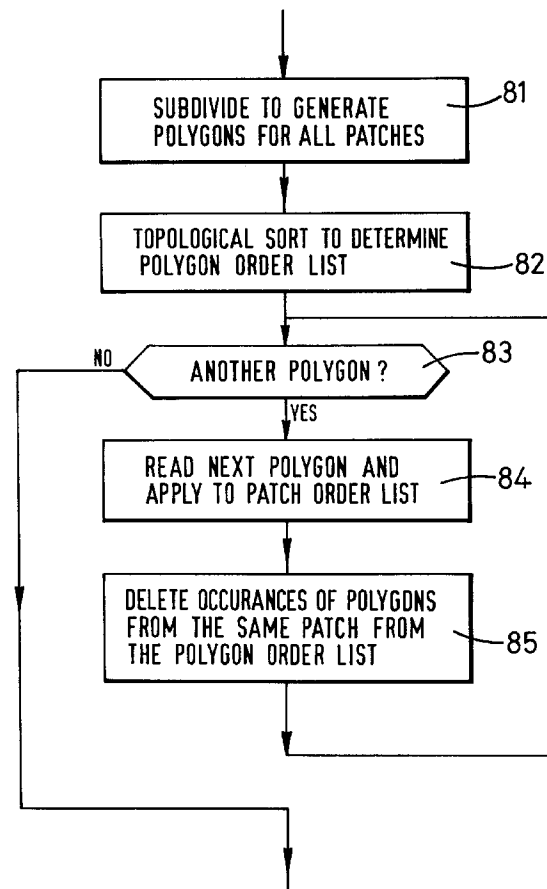 SUBDIVIDE TO GENERATE
POLYGONS FOR ALL PATCHES
81
TOPOLOGICAL SORT TO DETERMINE
POLYGON ORDER LIST
82
ANOTHER POLYGON ?
83
NO
YES
READ NEXT POLYGON AND
APPLY TO PATCH ORDER LIST
84
DELETE OCCURANCES OF POLYGONS
FROM THE SAME PATCH FROM
THE POLYGON ORDER LIST
85